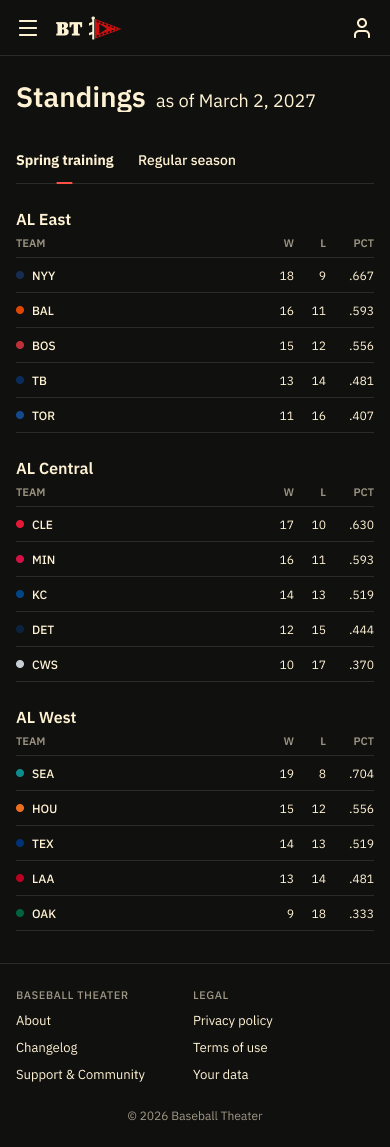 BT
Standings as of March 2, 2027
Spring training Regular season
AL East
TEAM W L PCT
NYY 18 9 .667
BAL 16 11 .593
BOS 15 12 .556
TB 13 14 .481
TOR 11 16 .407
AL Central
TEAM W L PCT
CLE 17 10 .630
MIN 16 11 .593
KC 14 13 .519
DET 12 15 .444
CWS 10 17 .370
AL West
TEAM W L PCT
SEA 19 8 .704
HOU 15 12 .556
TEX 14 13 .519
LAA 13 14 .481
OAK 9 18 .333
BASEBALL THEATER LEGAL
About Privacy policy
Changelog Terms of use
Support & Community Your data
© 2026 Baseball Theater